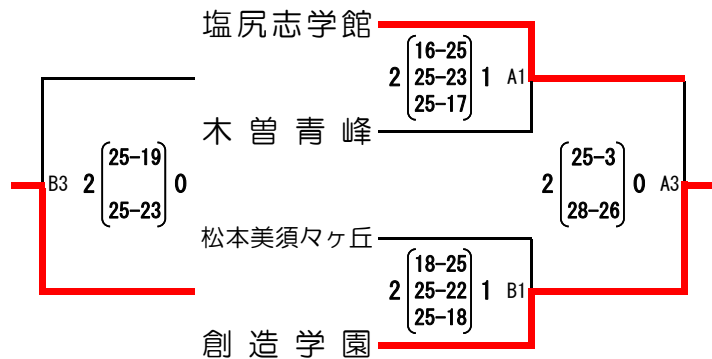 塩尻志学館
2 16-25 1 A1
25-23
25-17
木曽青峰
B3 2 25-19 0
25-23
2 25-3 0 A3
28-26
松本美須々ヶ丘
2 18-25 1 B1
25-22
25-18
創造学園